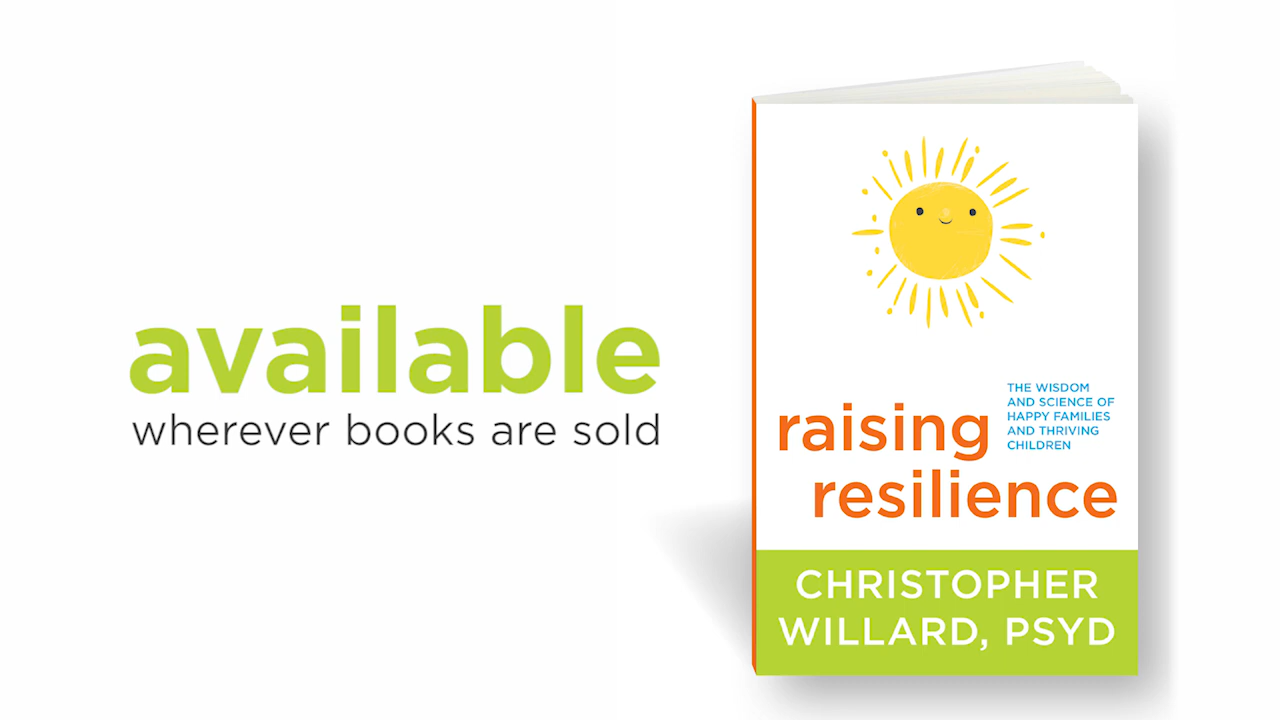 available
wherever books are sold
THE WISDOM
AND SCIENCE OF
HAPPY FAMILIES
AND THRIVING
CHILDREN
raising
resilience
CHRISTOPHER
WILLARD, PSYD